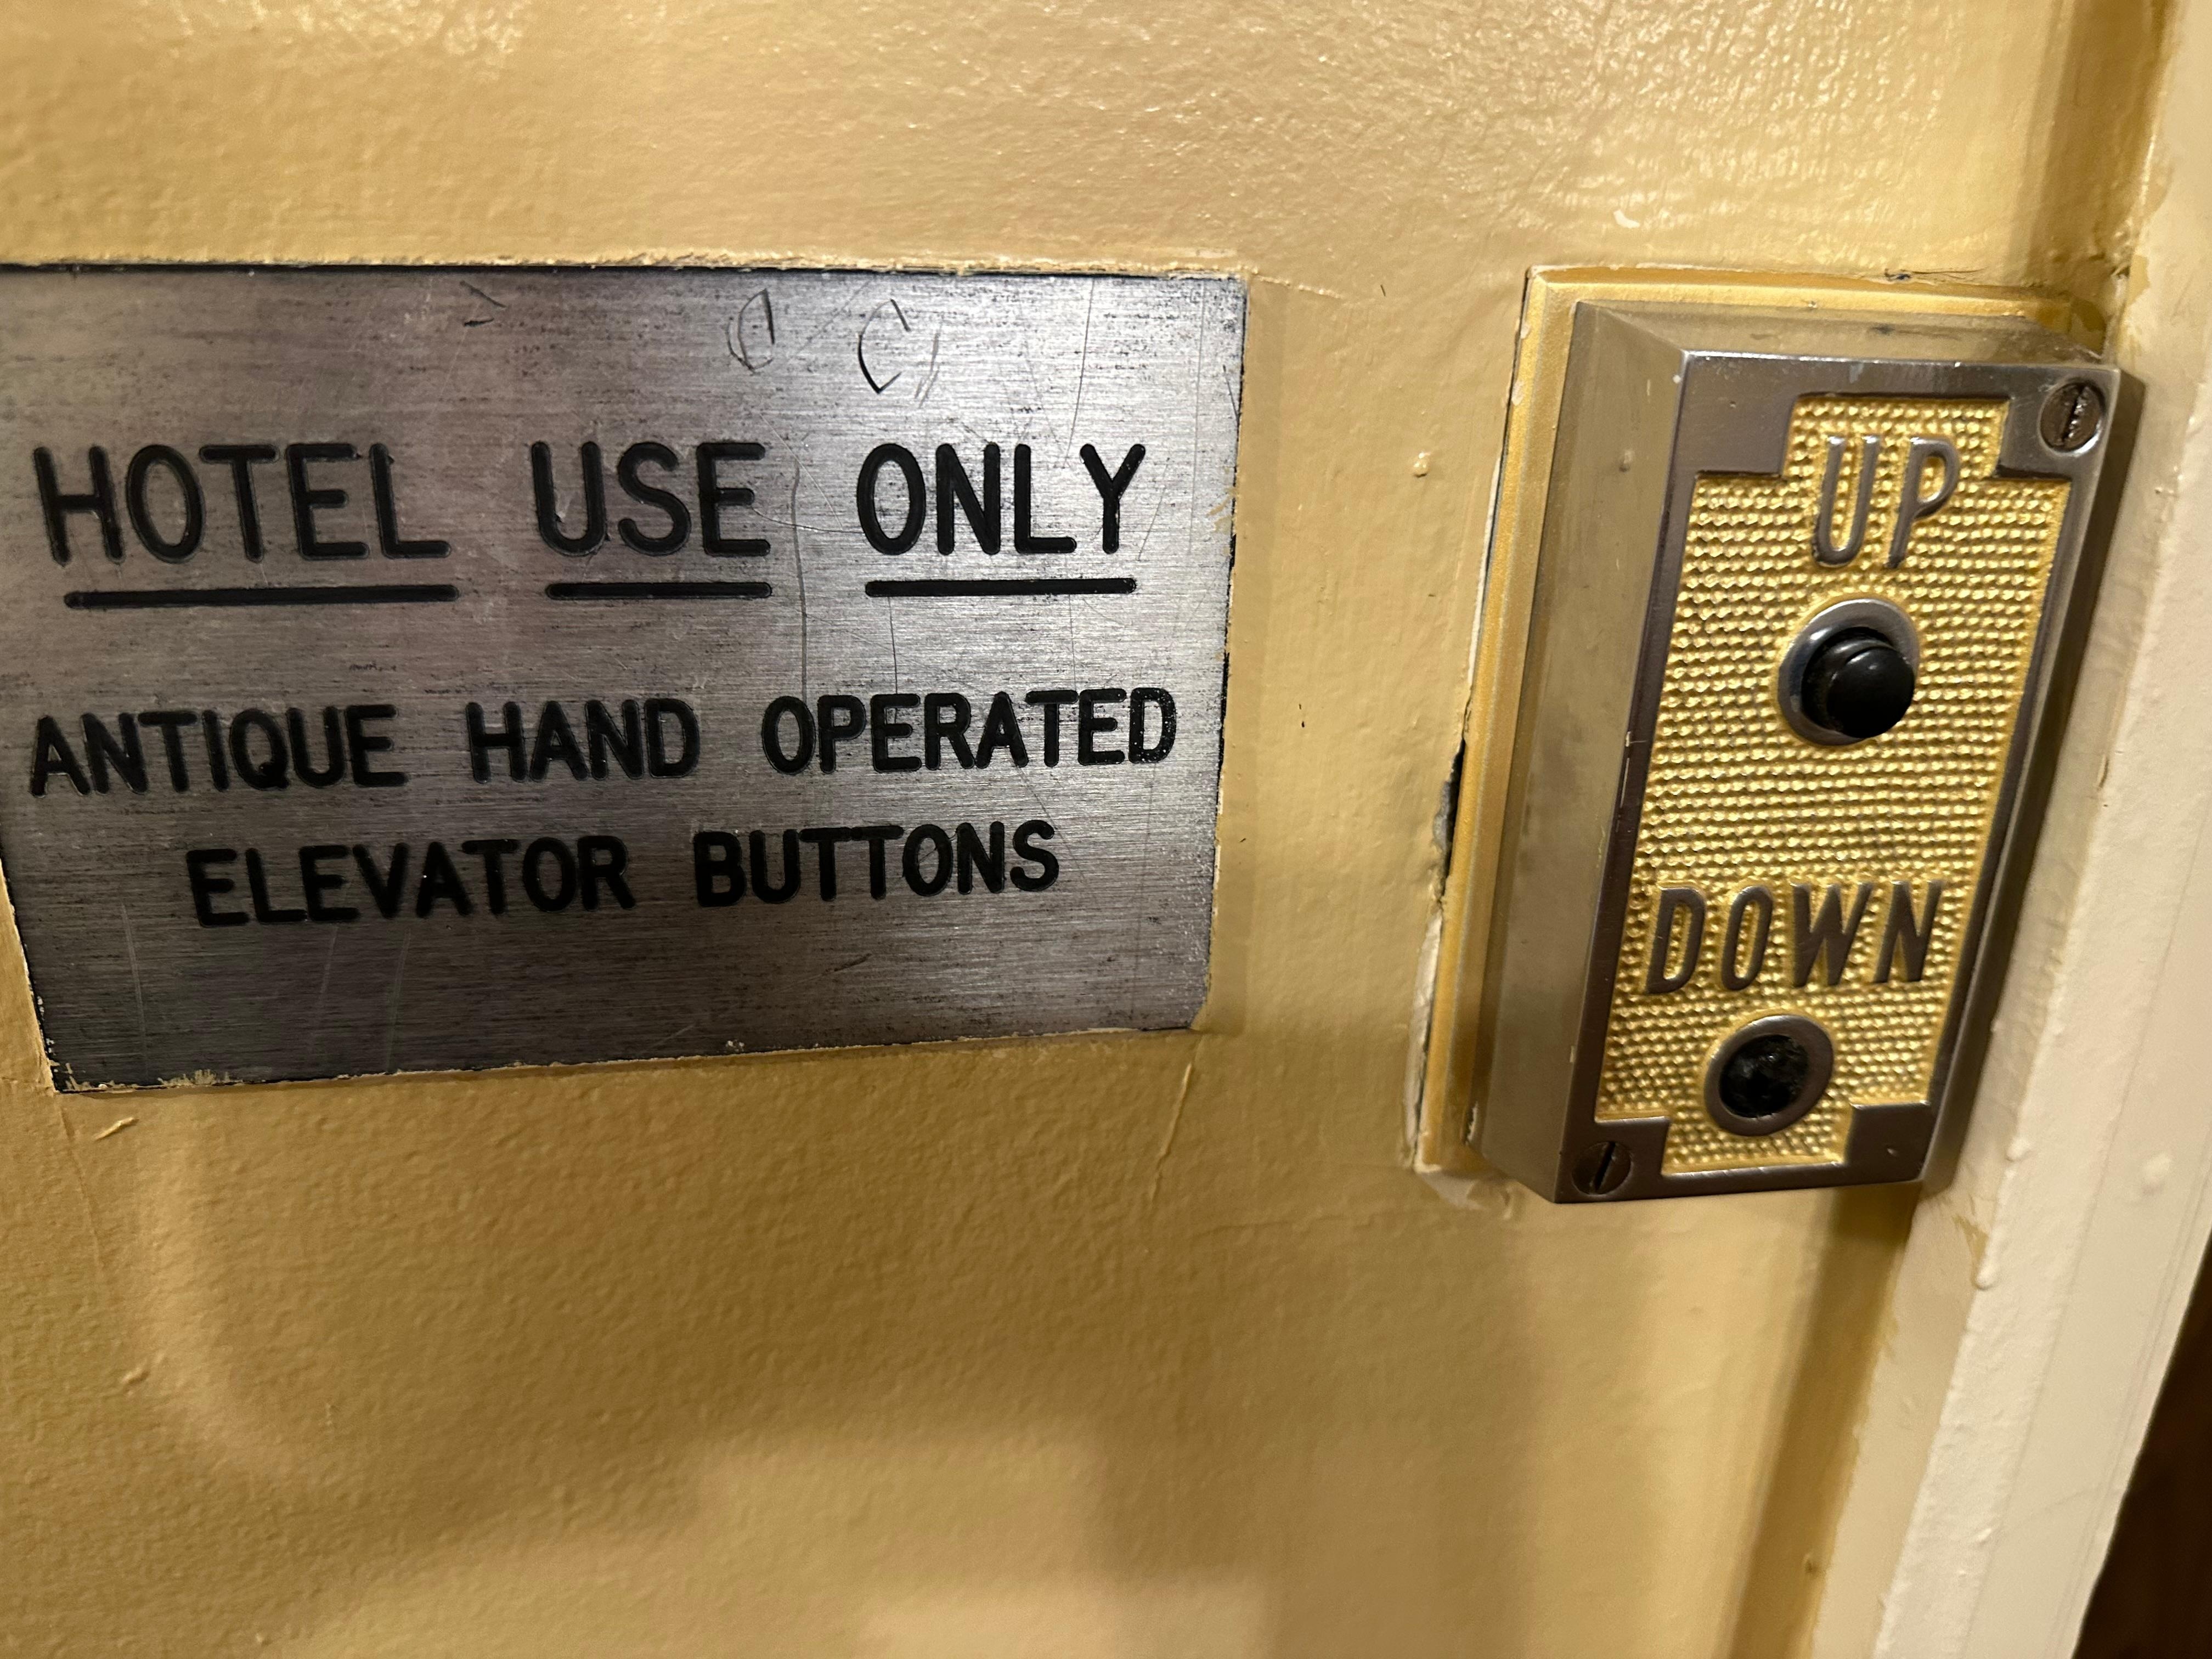 HOTEL USE ONLY
ANTIQUE HAND OPERATED
ELEVATOR BUTTONS
UP
DOWN